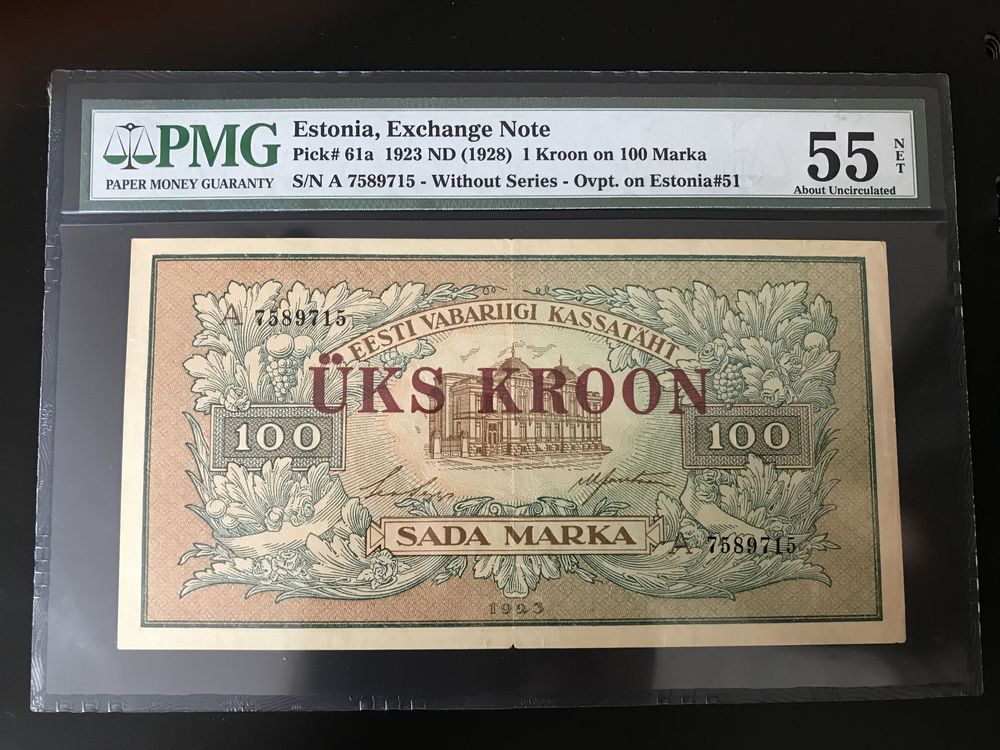 PMG
PAPER MONEY GUARANTY
Estonia, Exchange Note
Pick# 61a 1923 ND (1928) 1 Kroon on 100 Marka
S/N A 7589715 - Without Series - Ovpt. on Estonia#51
55
NET
About Uncirculated
A 7589715
EESTI VABARIIGI KASSATÄHT
ÜKS KROON
100
100
SADA MARKA
A 7589715
1923